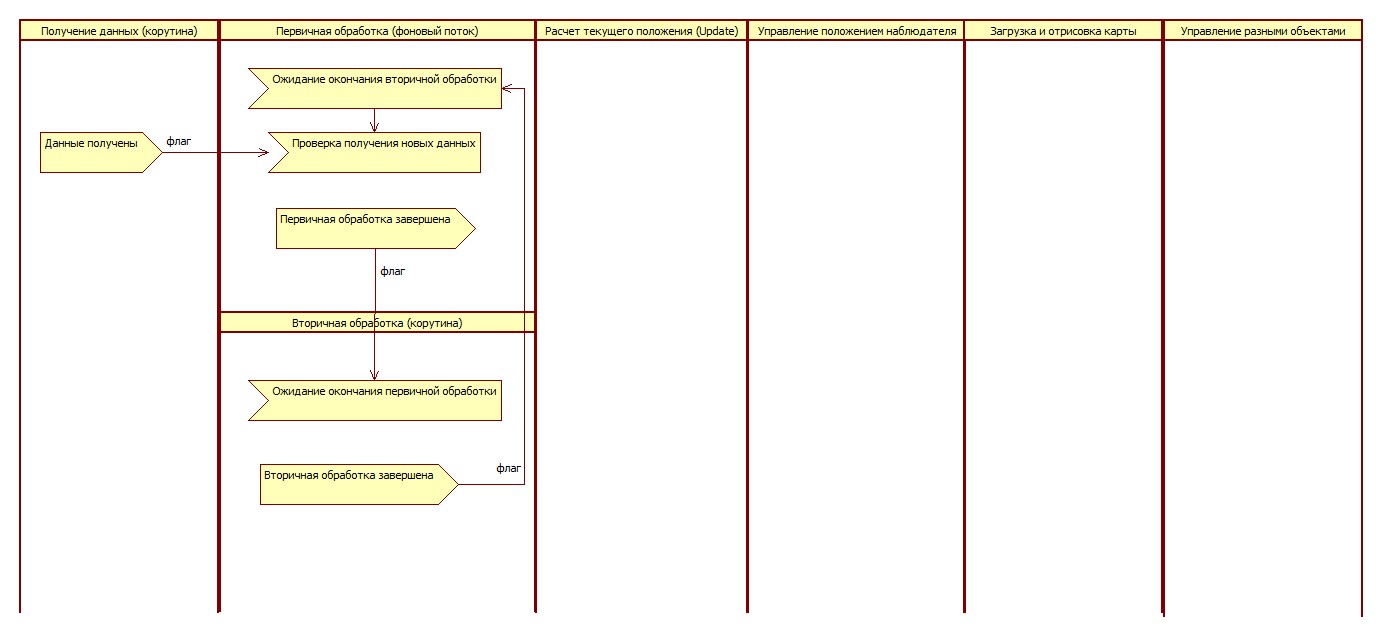 Получение данных (корутина)
Первичная обработка (фоновый поток)
Расчет текущего положения (Update)
Управление положением наблюдателя
Загрузка и отрисовка карты
Управление разными объектами
Ожидание окончания вторичной обработки
Данные получены
флаг
Проверка получения новых данных
Первичная обработка завершена
флаг
Вторичная обработка (корутина)
Ожидание окончания первичной обработки
Вторичная обработка завершена
флаг